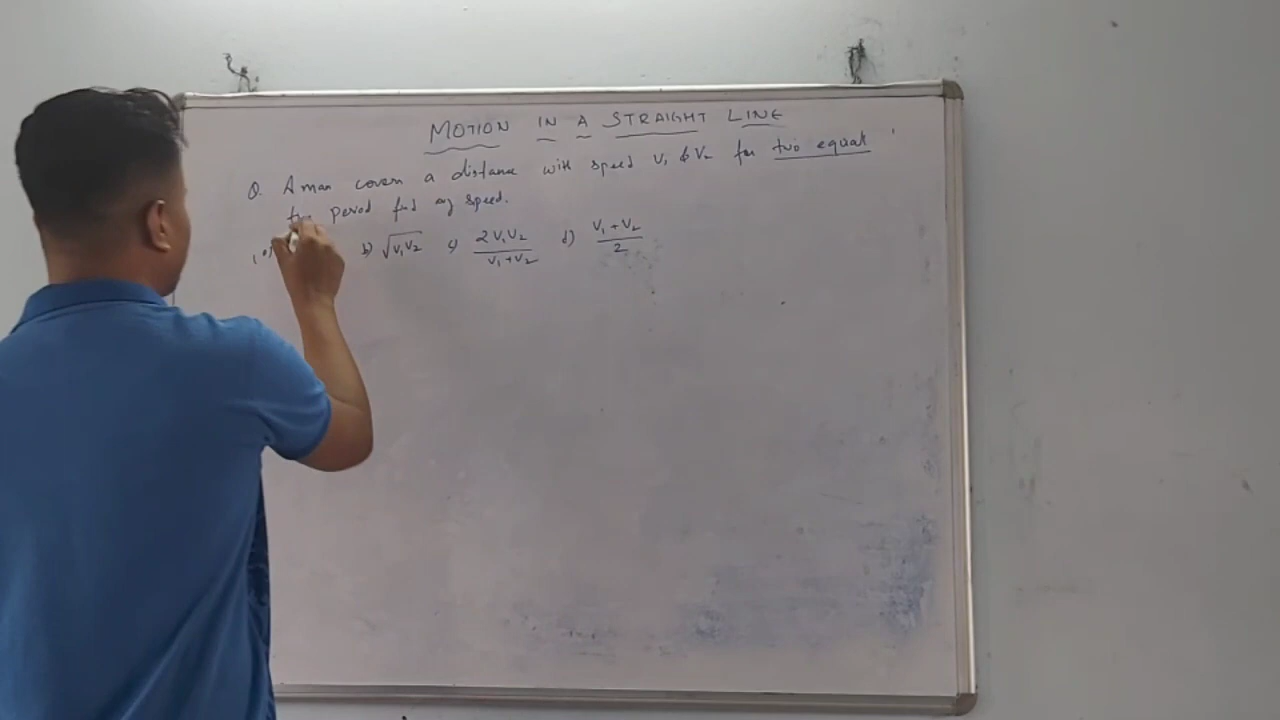 MOTION IN A STRAIGHT LINE
Q. A man covers a distance with speed V₁ & V₂ for two equal
time period find avg speed.
a) b) √V₁V₂ c) 2V₁V₂/V₁+V₂ d) V₁+V₂/2